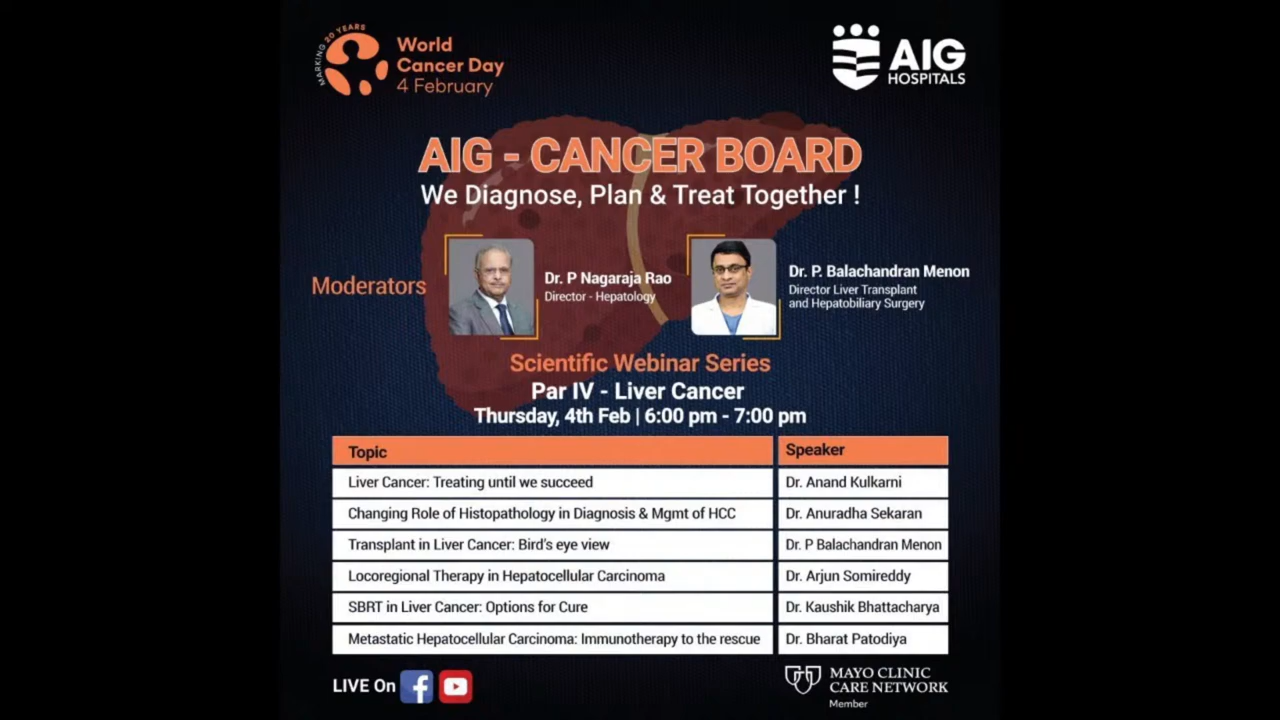 MARKING 20 YEARS
World
Cancer Day
4 February
AIG
HOSPITALS
AIG - CANCER BOARD
We Diagnose, Plan & Treat Together !
Moderators
Dr. P Nagaraja Rao
Director - Hepatology
Dr. P. Balachandran Menon
Director Liver Transplant
and Hepatobiliary Surgery
Scientific Webinar Series
Par IV - Liver Cancer
Thursday, 4th Feb | 6:00 pm - 7:00 pm
Topic Speaker
Liver Cancer: Treating until we succeed Dr. Anand Kulkarni
Changing Role of Histopathology in Diagnosis & Mgmt of HCC Dr. Anuradha Sekaran
Transplant in Liver Cancer: Bird's eye view Dr. P Balachandran Menon
Locoregional Therapy in Hepatocellular Carcinoma Dr. Arjun Somireddy
SBRT in Liver Cancer: Options for Cure Dr. Kaushik Bhattacharya
Metastatic Hepatocellular Carcinoma: Immunotherapy to the rescue Dr. Bharat Patodiya
LIVE On
MAYO CLINIC
CARE NETWORK
Member